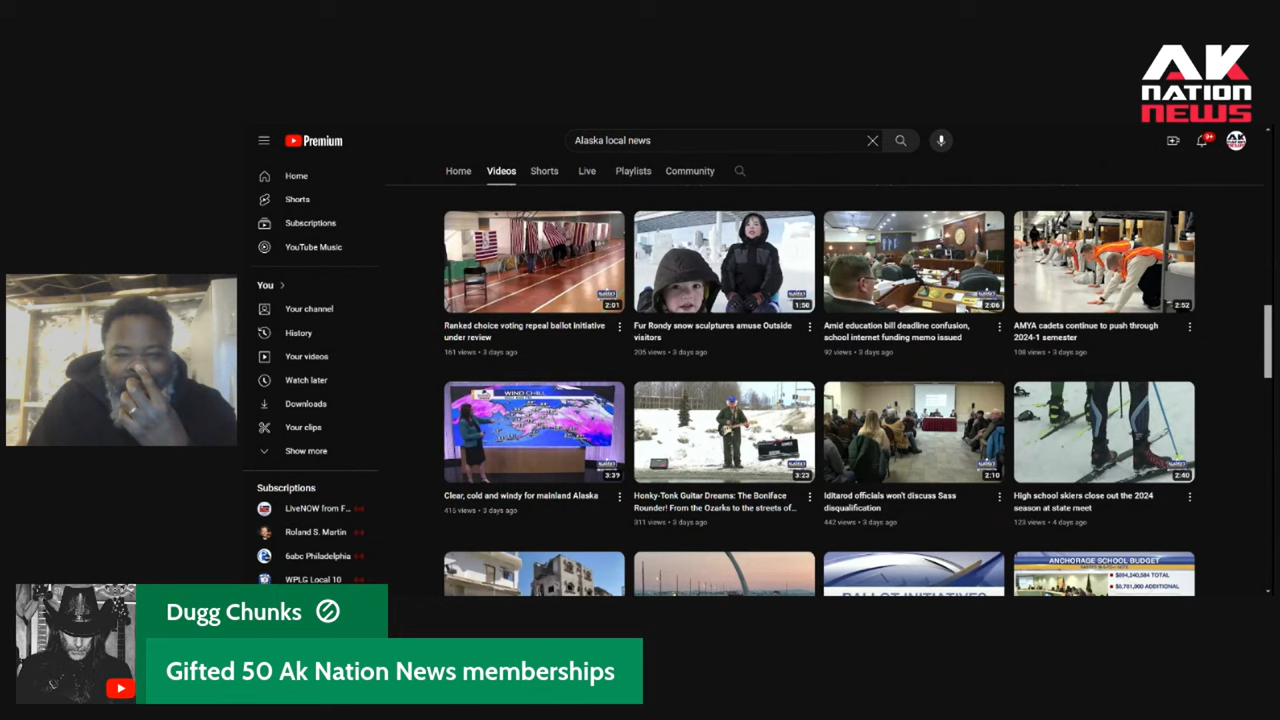 AK
NATION
NEWS
Premium
Alaska local news
9+
Home
Videos
Shorts
Live
Playlists
Community
Home
Shorts
Subscriptions
YouTube Music
You
Your channel
History
Your videos
Watch later
Downloads
Your clips
Show more
Subscriptions
LiveNOW from F...
Roland S. Martin
6abc Philadelphia
WPLG Local 10
2:01
1:50
2:06
2:52
Ranked choice voting repeal ballot initiative
under review
161 views • 3 days ago
Fur Rondy snow sculptures amuse Outside
visitors
205 views • 3 days ago
Amid education bill deadline confusion,
school internet funding memo issued
92 views • 3 days ago
AMYA cadets continue to push through
2024-1 semester
108 views • 3 days ago
WIND CHILL
3:39
3:23
2:10
2:40
Clear, cold and windy for mainland Alaska
415 views • 3 days ago
Honky-Tonk Guitar Dreams: The Boniface
Rounder! From the Ozarks to the streets of...
311 views • 3 days ago
Iditarod officials won't discuss Sass
disqualification
442 views • 3 days ago
High school skiers close out the 2024
season at state meet
123 views • 4 days ago
BALLOT INITIATIVES
ANCHORAGE SCHOOL BUDGET
Dugg Chunks
Gifted 50 Ak Nation News memberships